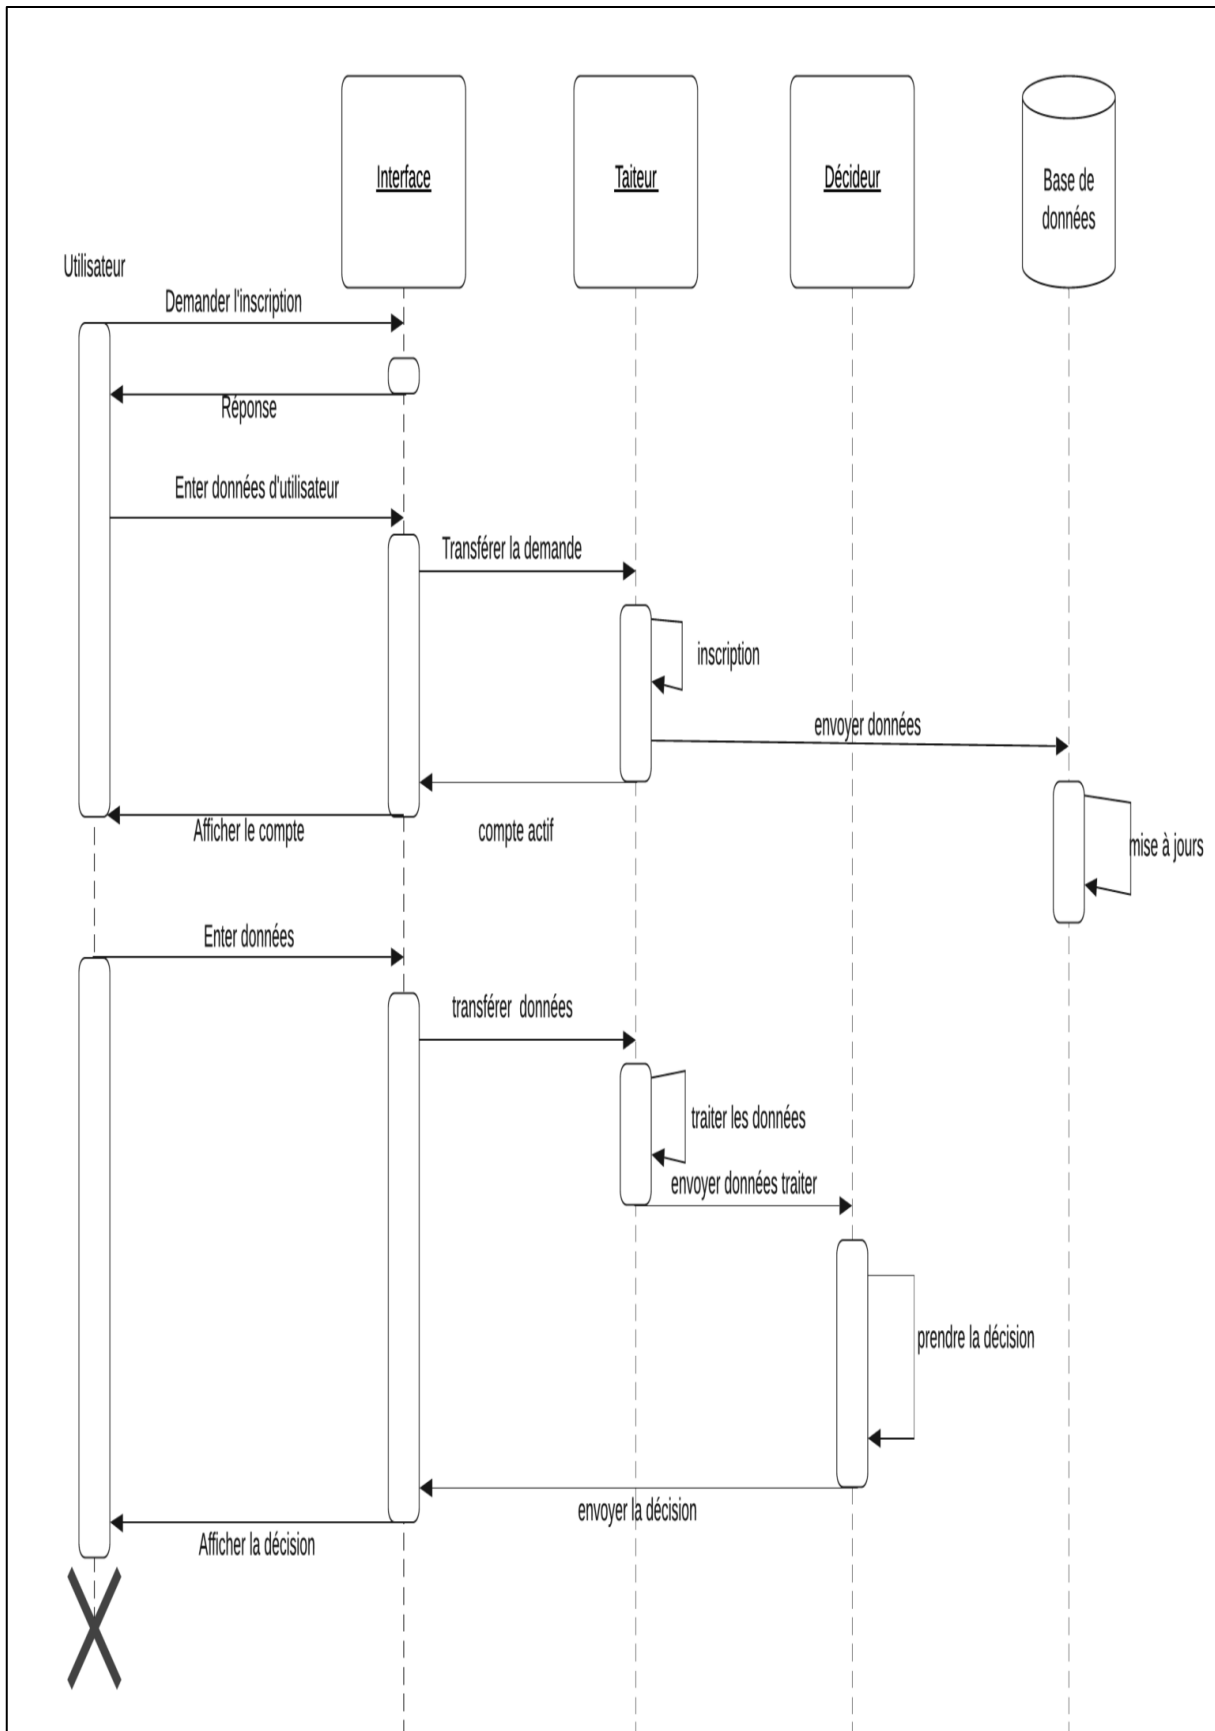 Interface
Taiteur
Décideur
Base de
données
Utilisateur
Demander l'inscription
Réponse
Enter données d'utilisateur
Transférer la demande
inscription
envoyer données
Afficher le compte
compte actif
mise à jours
Enter données
transférer données
traiter les données
envoyer données traiter
prendre la décision
envoyer la décision
Afficher la décision